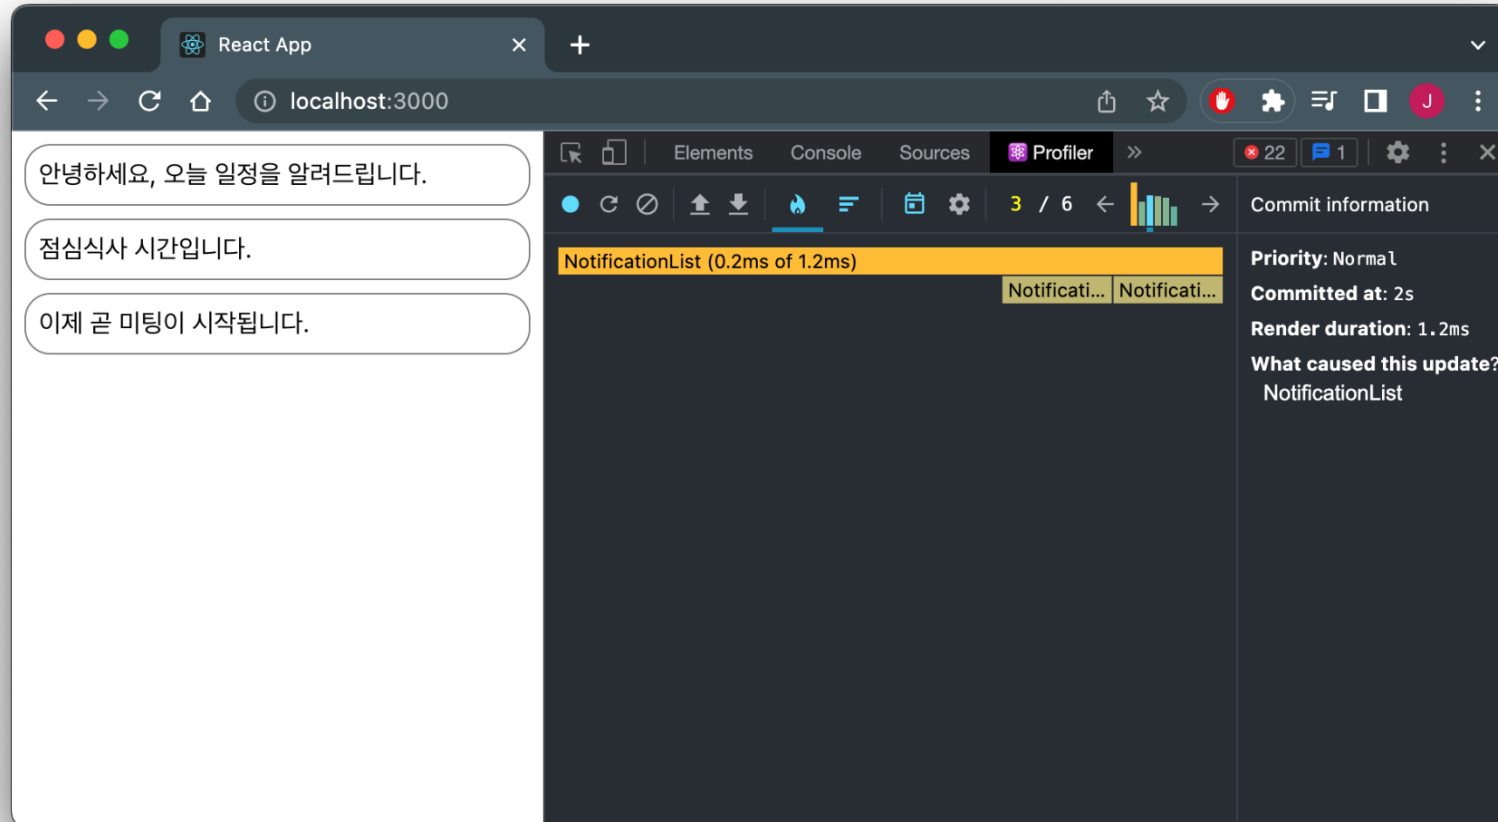 React App
localhost:3000
안녕하세요, 오늘 일정을 알려드립니다.
점심식사 시간입니다.
이제 곧 미팅이 시작됩니다.
Elements Console Sources Profiler 22 1
3 / 6
NotificationList (0.2ms of 1.2ms)
Notificati... Notificati...
Commit information
Priority: Normal
Committed at: 2s
Render duration: 1.2ms
What caused this update?
NotificationList
J